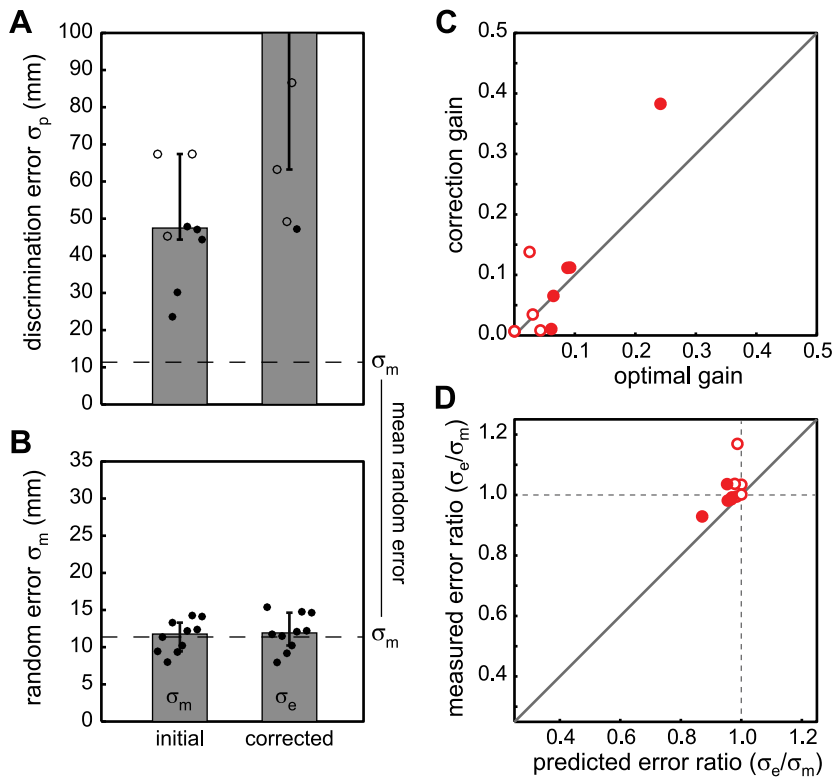 A
discrimination error σp (mm)
100
90
80
70
60
50
40
30
20
10
0
σm
mean random error
σm
B
random error σm (mm)
35
30
25
20
15
10
5
0
σm
σe
initial
corrected
C
correction gain
0.5
0.4
0.3
0.2
0.1
0.0
0.1
0.2
0.3
0.4
0.5
optimal gain
D
measured error ratio (σe/σm)
1.2
1.0
0.8
0.6
0.4
0.4
0.6
0.8
1.0
1.2
predicted error ratio (σe/σm)